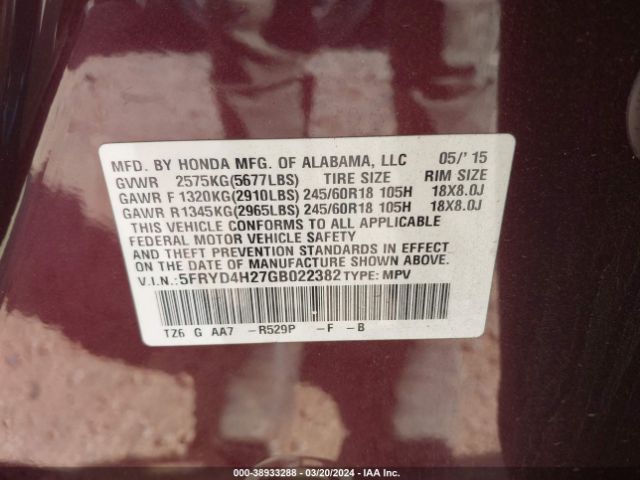 MFD. BY HONDA MFG. OF ALABAMA, LLC 05/'15
GVWR 2575KG(5677LBS) TIRE SIZE RIM SIZE
GAWR F 1320KG(2910LBS) 245/60R18 105H 18X8.0J
GAWR R1345KG(2965LBS) 245/60R18 105H 18X8.0J
THIS VEHICLE CONFORMS TO ALL APPLICABLE
FEDERAL MOTOR VEHICLE SAFETY
AND THEFT PREVENTION STANDARDS IN EFFECT
ON THE DATE OF MANUFACTURE SHOWN ABOVE.
V.I.N.:5FRYD4H27GB022382 TYPE: MPV
TZ6 G AA7 -R529P -F -B
000-38933288 - 03/20/2024 - IAA Inc.